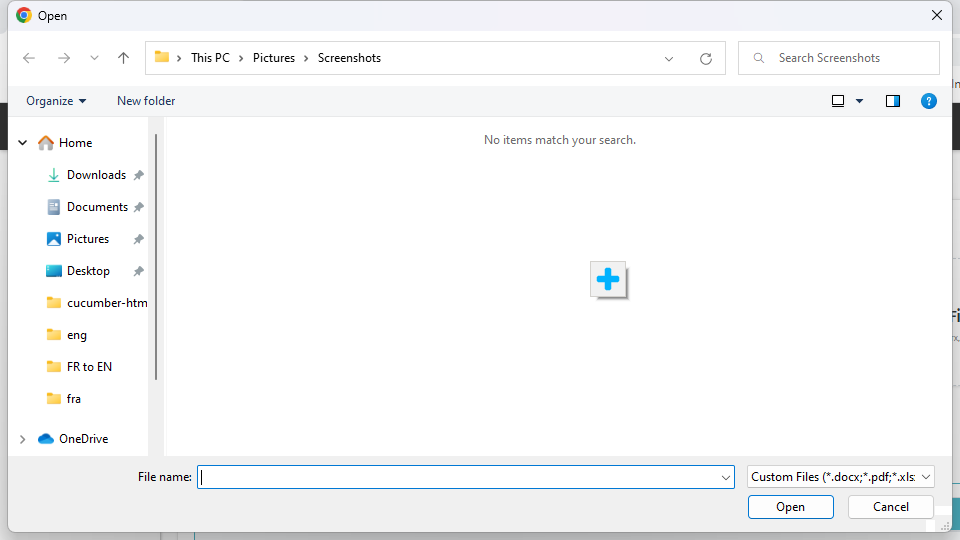 Open
This PC > Pictures > Screenshots
Search Screenshots
Organize
New folder
?
No items match your search.
Home
Downloads
Documents
Pictures
Desktop
cucumber-htm
eng
FR to EN
fra
OneDrive
File name:
Custom Files (*.docx;*.pdf;*.xls
Open
Cancel